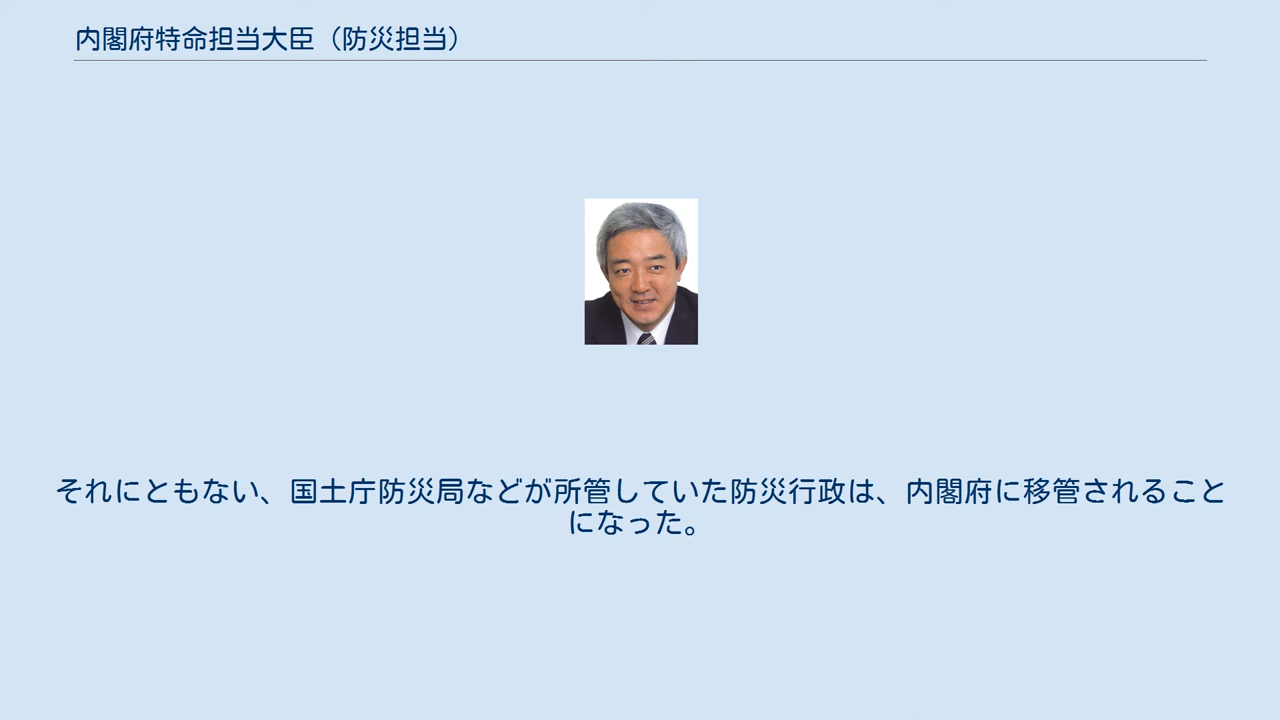 内閣府特命担当大臣（防災担当）
それにともない、国土庁防災局などが所管していた防災行政は、内閣府に移管されること
になった。